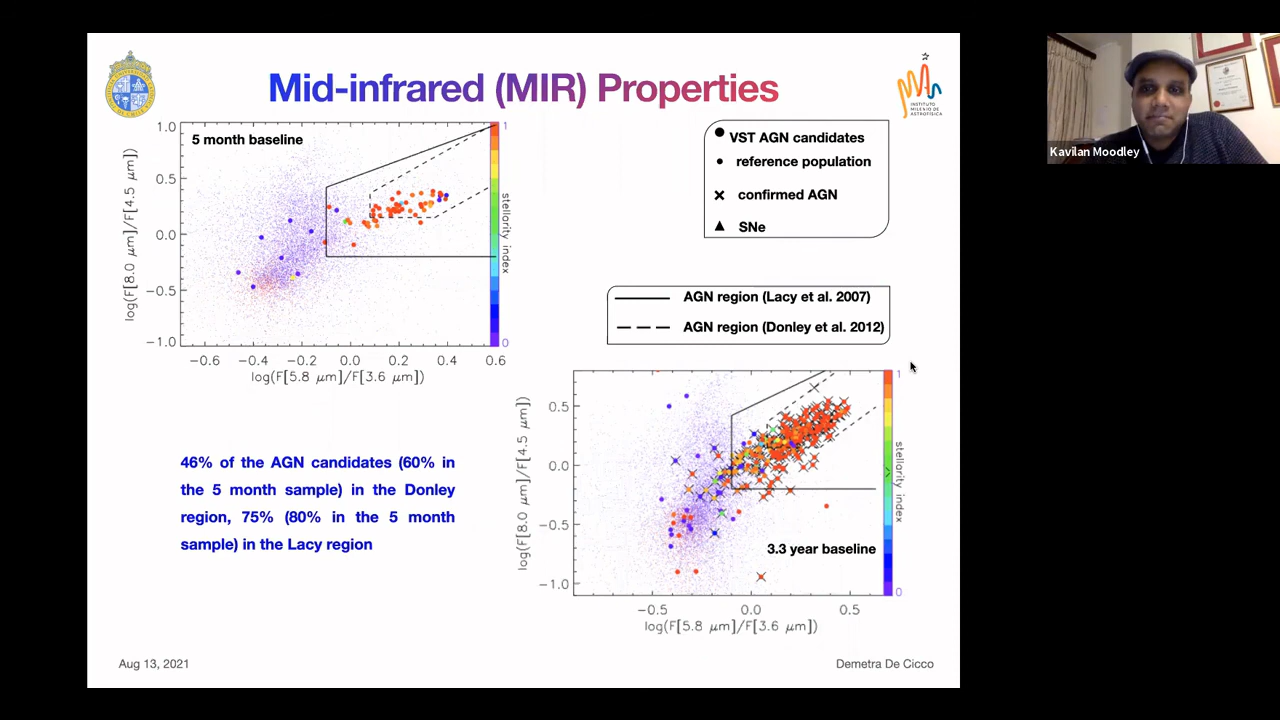 Mid-infrared (MIR) Properties
INSTITUTO
MILENIO DE
ASTROFÍSICA
Kavilan Moodley
5 month baseline
1.0
0.5
0.0
−0.5
−1.0
log(F[8.0 μm]/F[4.5 μm])
−0.6
−0.4
−0.2
0.0
0.2
0.4
0.6
log(F[5.8 μm]/F[3.6 μm])
1
stellarity index
0
VST AGN candidates
reference population
confirmed AGN
SNe
AGN region (Lacy et al. 2007)
AGN region (Donley et al. 2012)
46% of the AGN candidates (60% in
the 5 month sample) in the Donley
region, 75% (80% in the 5 month
sample) in the Lacy region
0.5
0.0
−0.5
−1.0
log(F[8.0 μm]/F[4.5 μm])
3.3 year baseline
−0.5
0.0
0.5
log(F[5.8 μm]/F[3.6 μm])
1
stellarity index
0
Aug 13, 2021
Demetra De Cicco